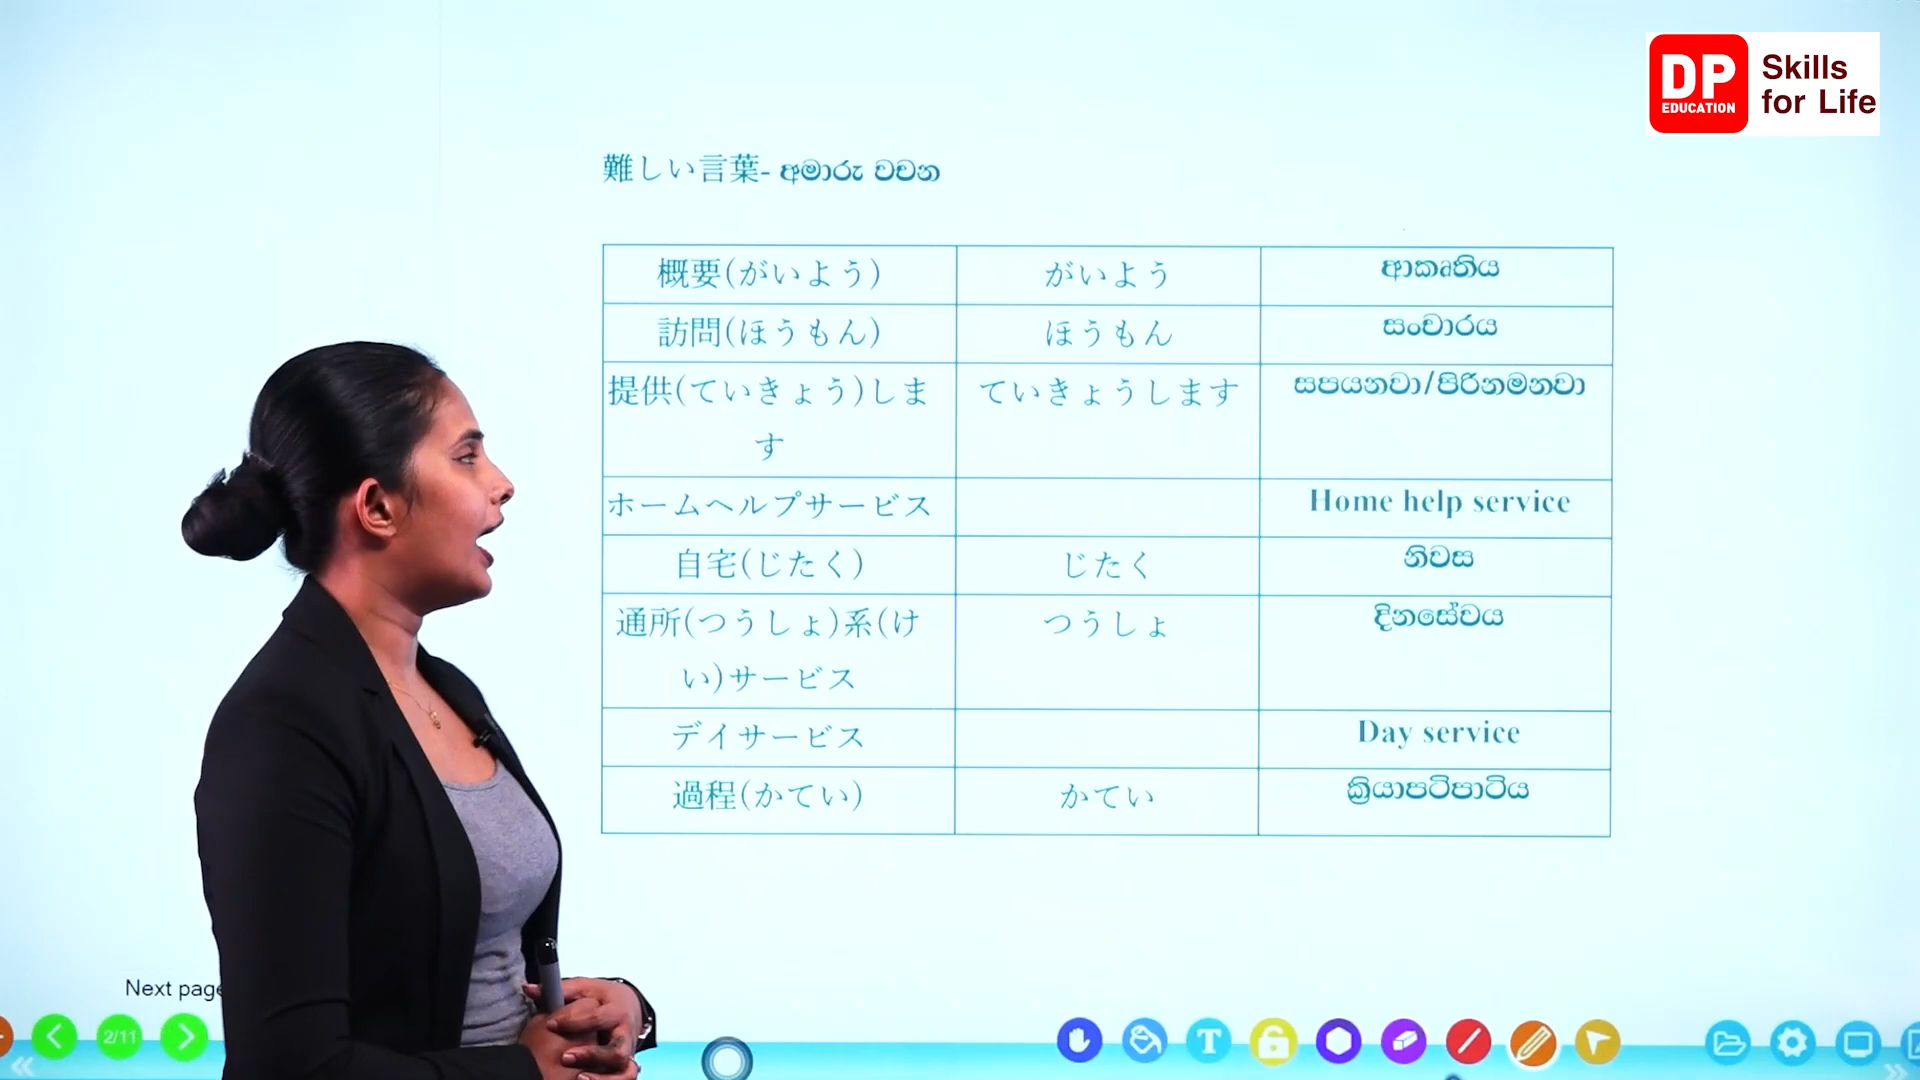 DP
EDUCATION
Skills
for Life
難しい言葉- අමාරු වචන
概要(がいよう) がいよう ආකෘතිය
訪問(ほうもん) ほうもん සංචාරය
提供(ていきょう)しま ていきょうします සපයනවා/පිරිනමනවා
す
ホームヘルプサービス Home help service
自宅(じたく) じたく නිවස
通所(つうしょ)系(け つうしょ දිනසේවය
い)サービス
デイサービス Day service
過程(かてい) かてい ක්‍රියාපටිපාටිය
Next page
2/11
T